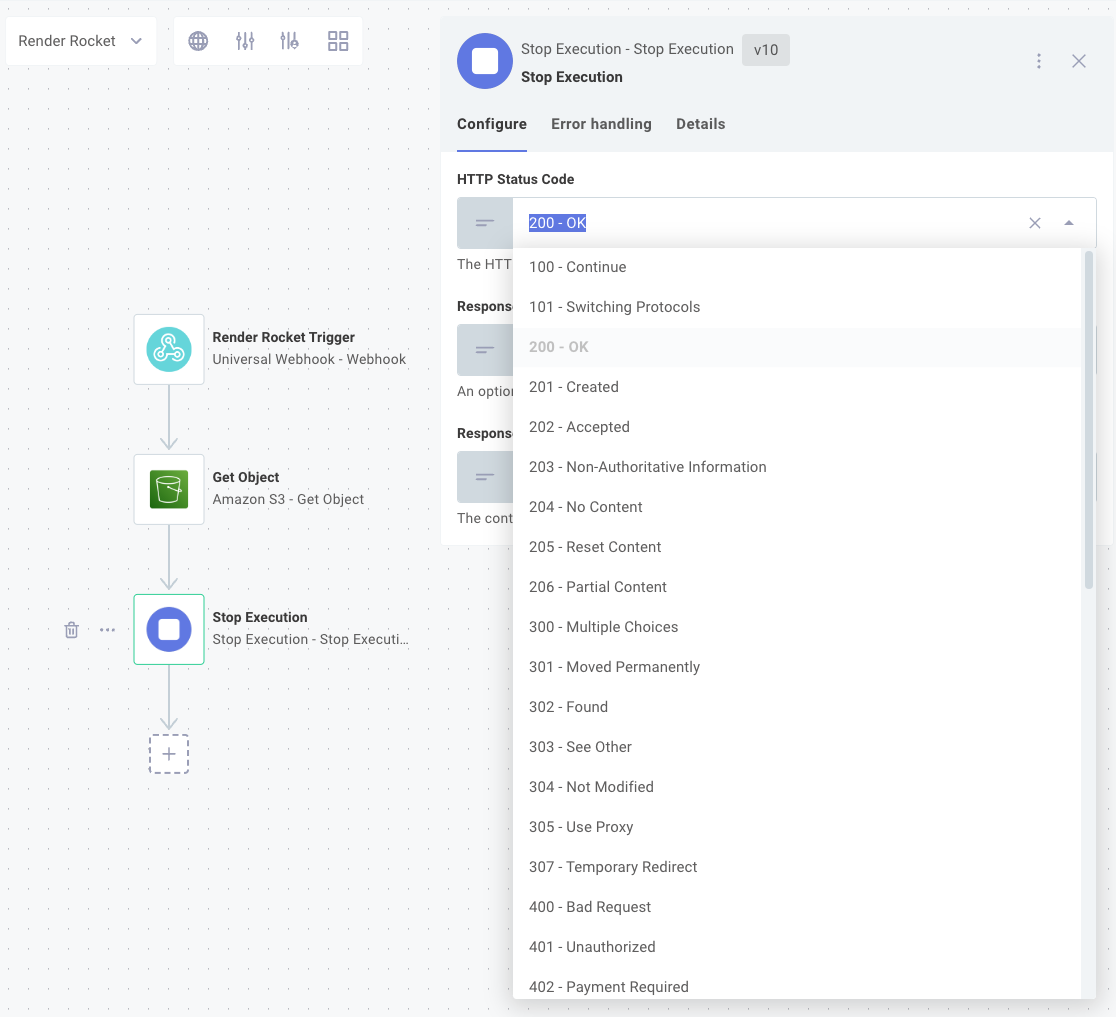 Render Rocket
Stop Execution - Stop Execution v10
Stop Execution
Configure Error handling Details
HTTP Status Code
200 - OK
The HTT
Respons
An option
Respons
The cont
100 - Continue
101 - Switching Protocols
200 - OK
201 - Created
202 - Accepted
203 - Non-Authoritative Information
204 - No Content
205 - Reset Content
206 - Partial Content
300 - Multiple Choices
301 - Moved Permanently
302 - Found
303 - See Other
304 - Not Modified
305 - Use Proxy
307 - Temporary Redirect
400 - Bad Request
401 - Unauthorized
402 - Payment Required
Render Rocket Trigger
Universal Webhook - Webhook
Get Object
Amazon S3 - Get Object
Stop Execution
Stop Execution - Stop Executi...